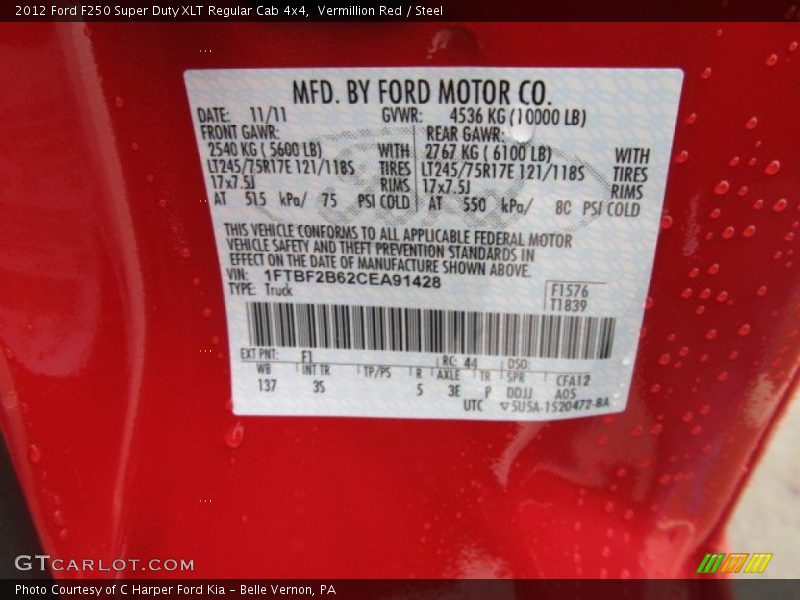 2012 Ford F250 Super Duty XLT Regular Cab 4x4, Vermillion Red / Steel
MFD. BY FORD MOTOR CO.
DATE: 11/11 GVWR: 4536 KG (10000 LB)
FRONT GAWR: REAR GAWR:
2540 KG ( 5600 LB) WITH 2767 KG ( 6100 LB) WITH
LT245/75R17E 121/118S TIRES LT245/75R17E 121/118S TIRES
17x7.5J RIMS 17x7.5J RIMS
AT 515 kPa/ 75 PSI COLD AT 550 kPa/ 80 PSI COLD
THIS VEHICLE CONFORMS TO ALL APPLICABLE FEDERAL MOTOR
VEHICLE SAFETY AND THEFT PREVENTION STANDARDS IN
EFFECT ON THE DATE OF MANUFACTURE SHOWN ABOVE.
VIN: 1FTBF2B62CEA91428
TYPE: Truck
F1576
T1839
EXT PNT: F1 RC: 44 DSO:
WB INT TR TP/PS R AXLE TR SPR CFA12
137 3S 5 3E P DDJJ A05
UTC ▽5U5A-1520472-BA
GTCARLOT.COM
Photo Courtesy of C Harper Ford Kia – Belle Vernon, PA